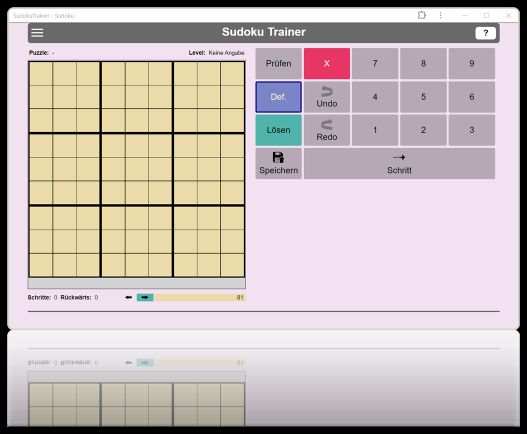 SudokuTrainer - Sudoku
Sudoku Trainer
?
Puzzle: -
Level: Keine Angabe
Prüfen X 7 8 9
Def. Undo 4 5 6
Lösen Redo 1 2 3
Speichern Schritt
Schritte: 0 Rückwärts: 0
81